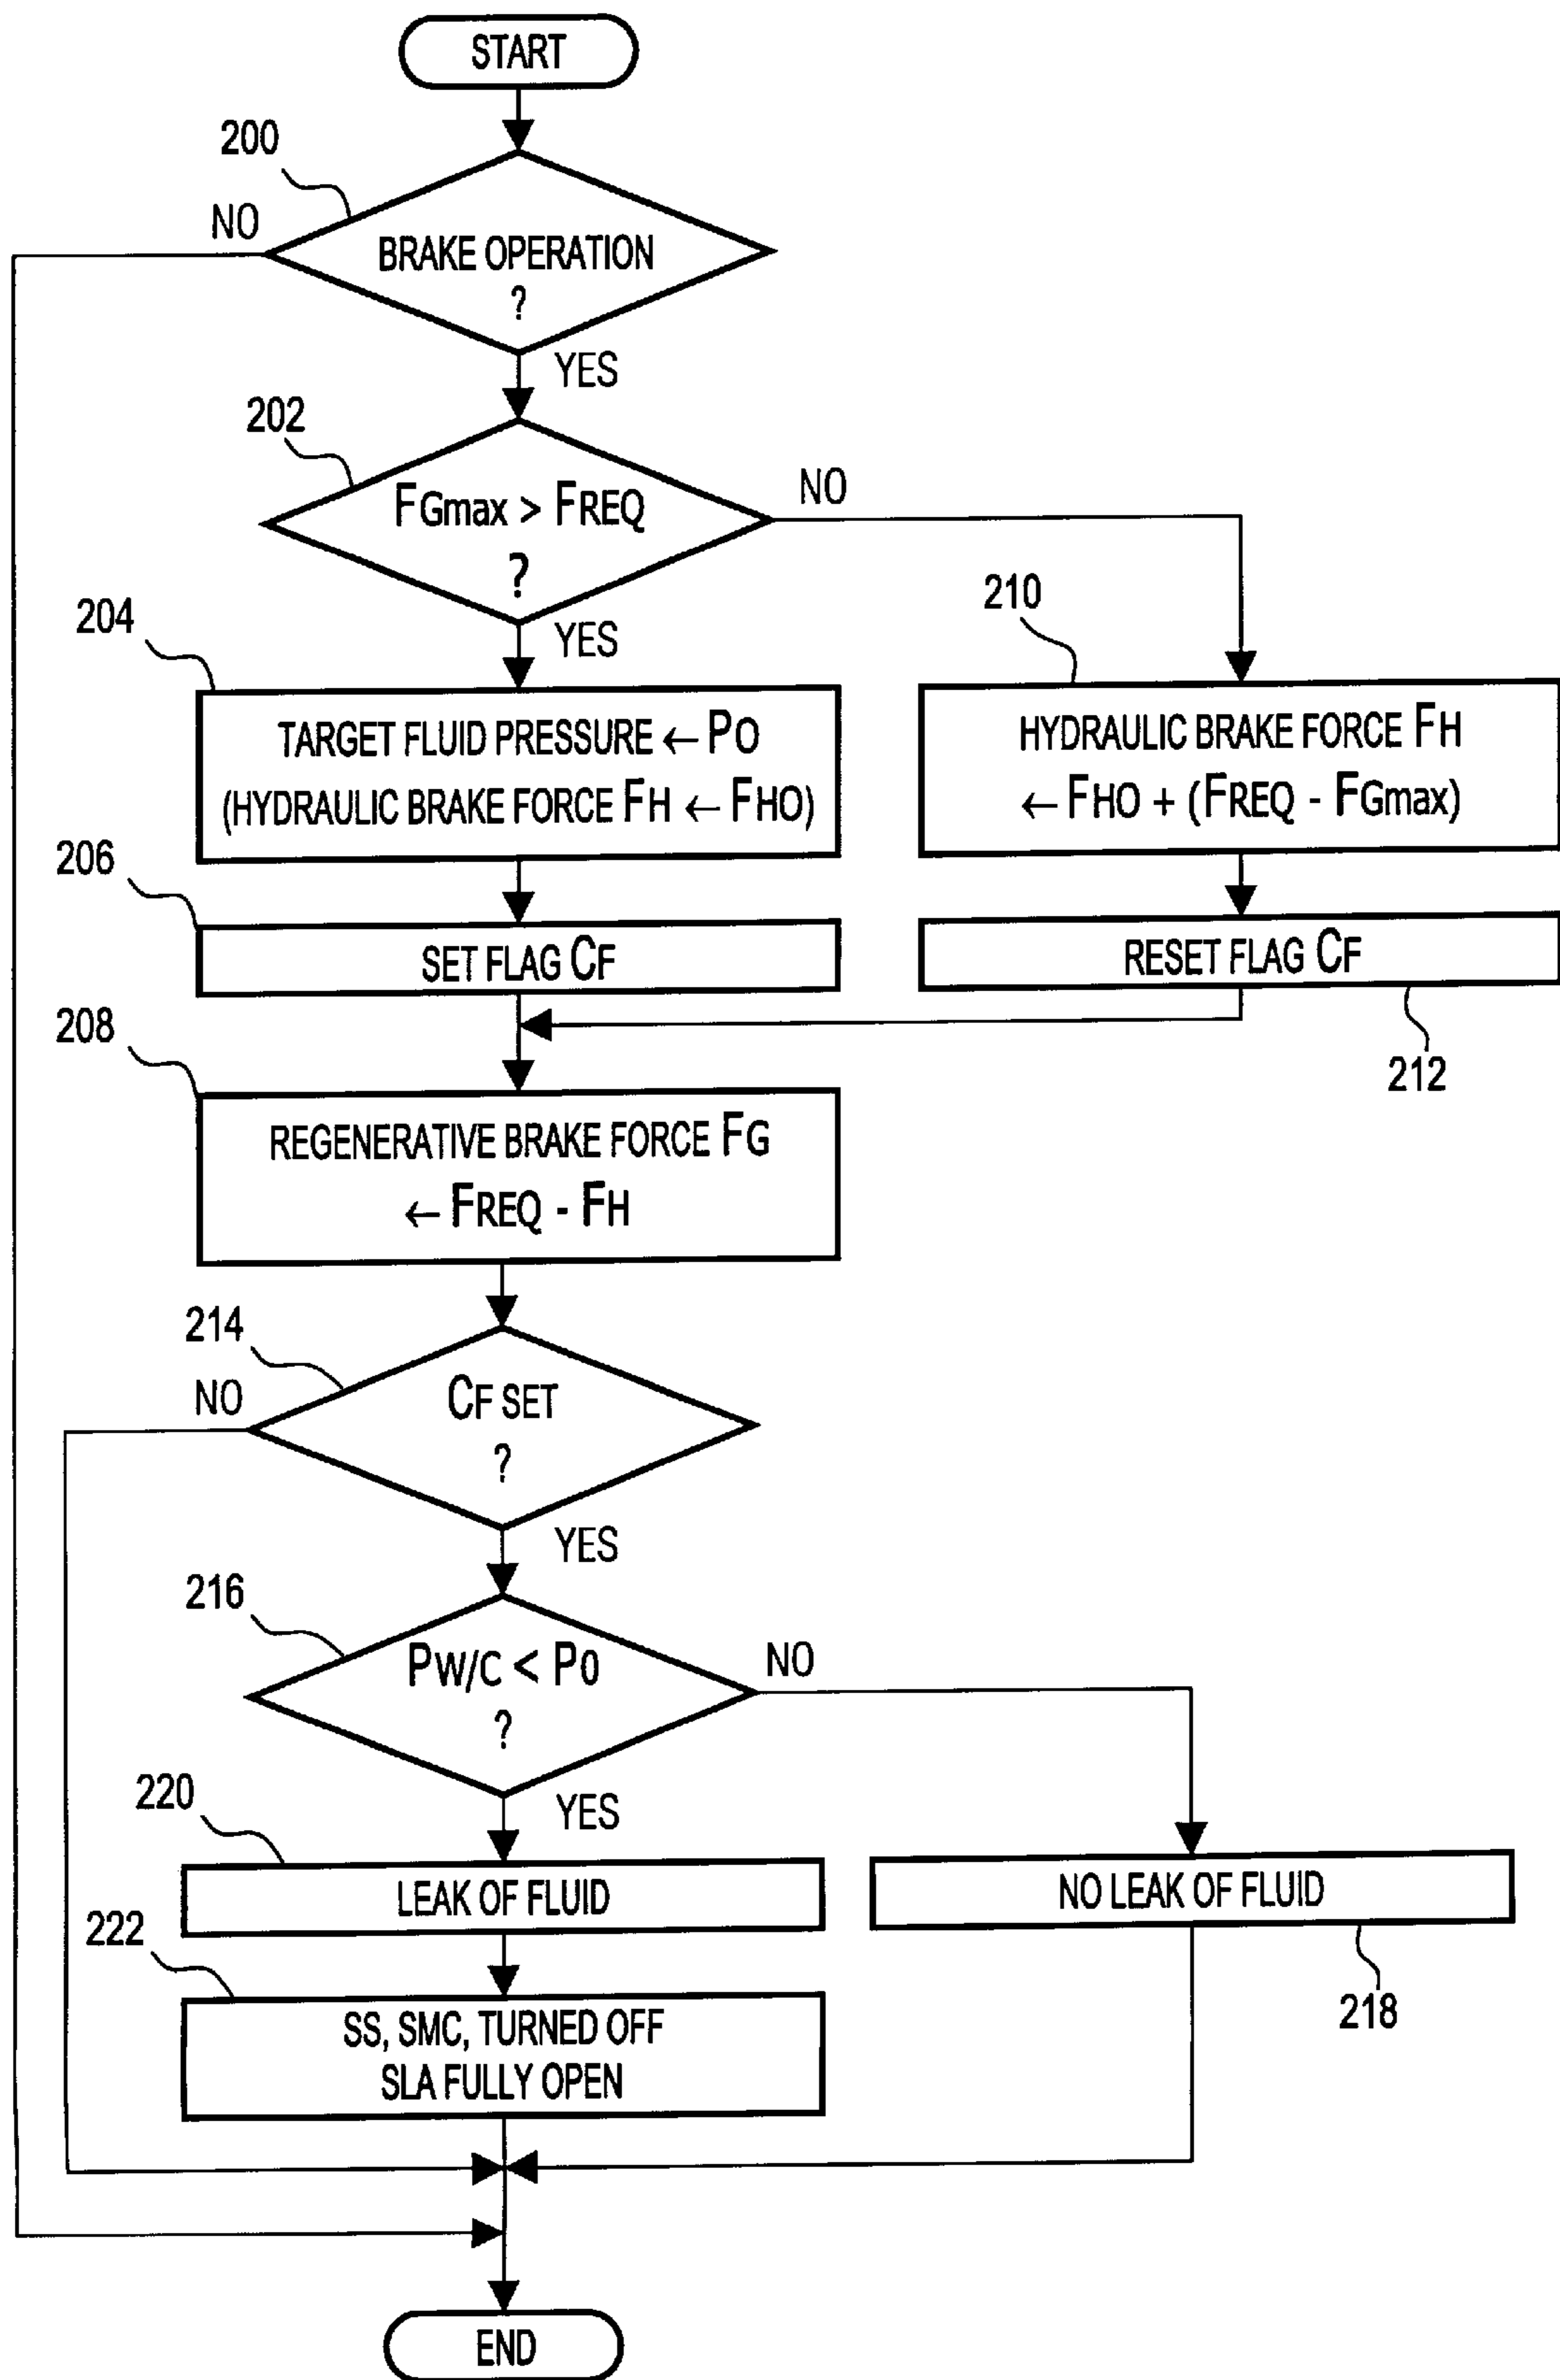 START
200
NO
BRAKE OPERATION
?
YES
202
FGmax > FREQ
?
NO
YES
204
TARGET FLUID PRESSURE ← PO
(HYDRAULIC BRAKE FORCE FH ← FHO)
210
HYDRAULIC BRAKE FORCE FH
← FHO + (FREQ - FGmax)
206
SET FLAG CF
RESET FLAG CF
212
208
REGENERATIVE BRAKE FORCE FG
← FREQ - FH
214
NO
CF SET
?
YES
216
PW/C < P0
?
NO
YES
220
LEAK OF FLUID
NO LEAK OF FLUID
218
222
SS, SMC, TURNED OFF
SLA FULLY OPEN
END